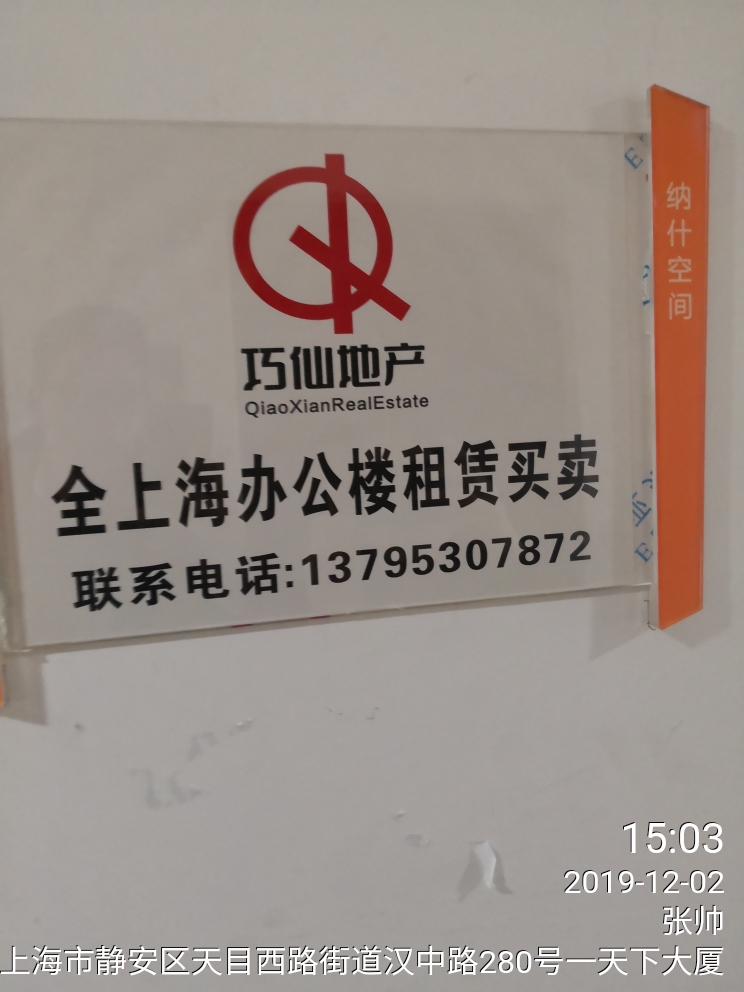 纳什空间
巧仙地产
QiaoXianRealEstate
全上海办公楼租赁买卖
联系电话:13795307872
15:03
2019-12-02
张帅
上海市静安区天目西路街道汉中路280号一天下大厦